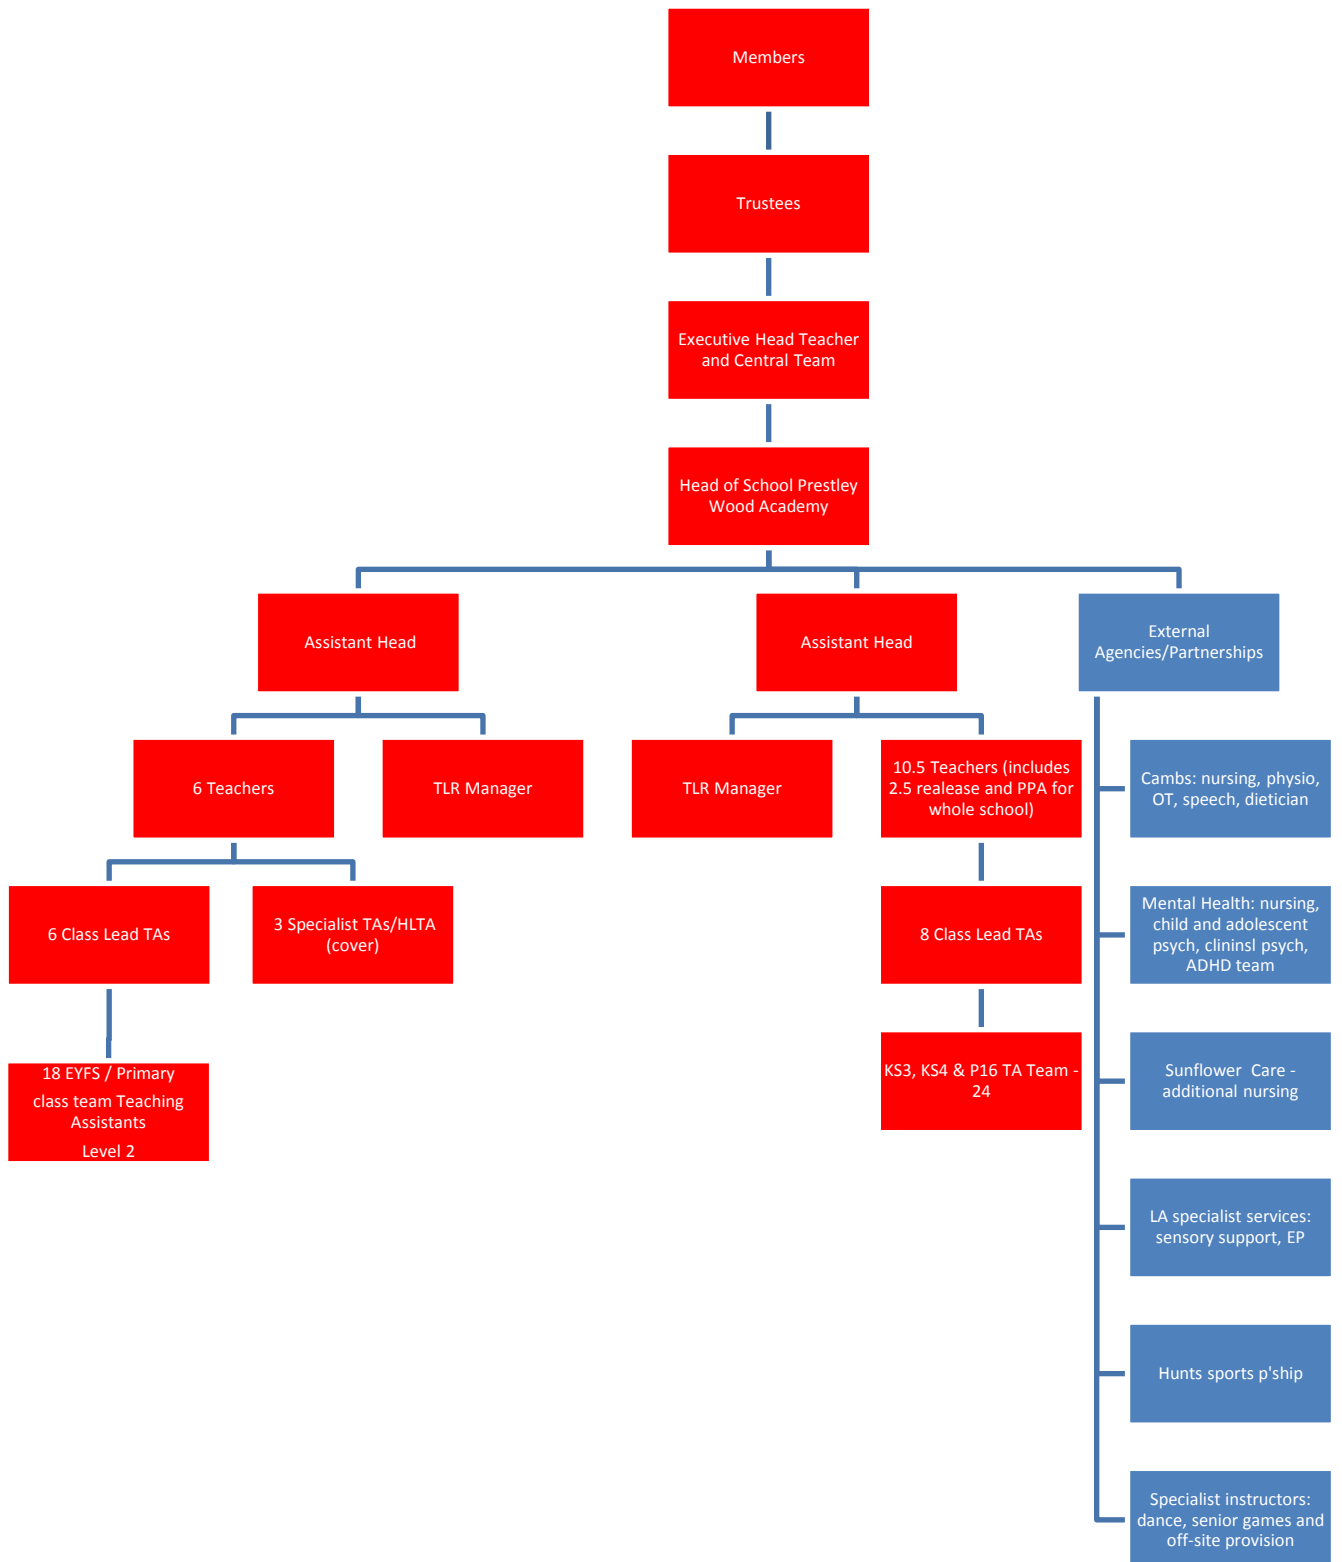 Members
Trustees
Executive Head Teacher
and Central Team
Head of School Prestley
Wood Academy
Assistant Head
Assistant Head
External
Agencies/Partnerships
6 Teachers
TLR Manager
TLR Manager
10.5 Teachers (includes
2.5 realease and PPA for
whole school)
Cambs: nursing, physio,
OT, speech, dietician
6 Class Lead TAs
3 Specialist TAs/HLTA
(cover)
8 Class Lead TAs
Mental Health: nursing,
child and adolescent
psych, clininsl psych,
ADHD team
18 EYFS / Primary
class team Teaching
Assistants
Level 2
KS3, KS4 & P16 TA Team -
24
Sunflower Care -
additional nursing
LA specialist services:
sensory support, EP
Hunts sports p'ship
Specialist instructors:
dance, senior games and
off-site provision